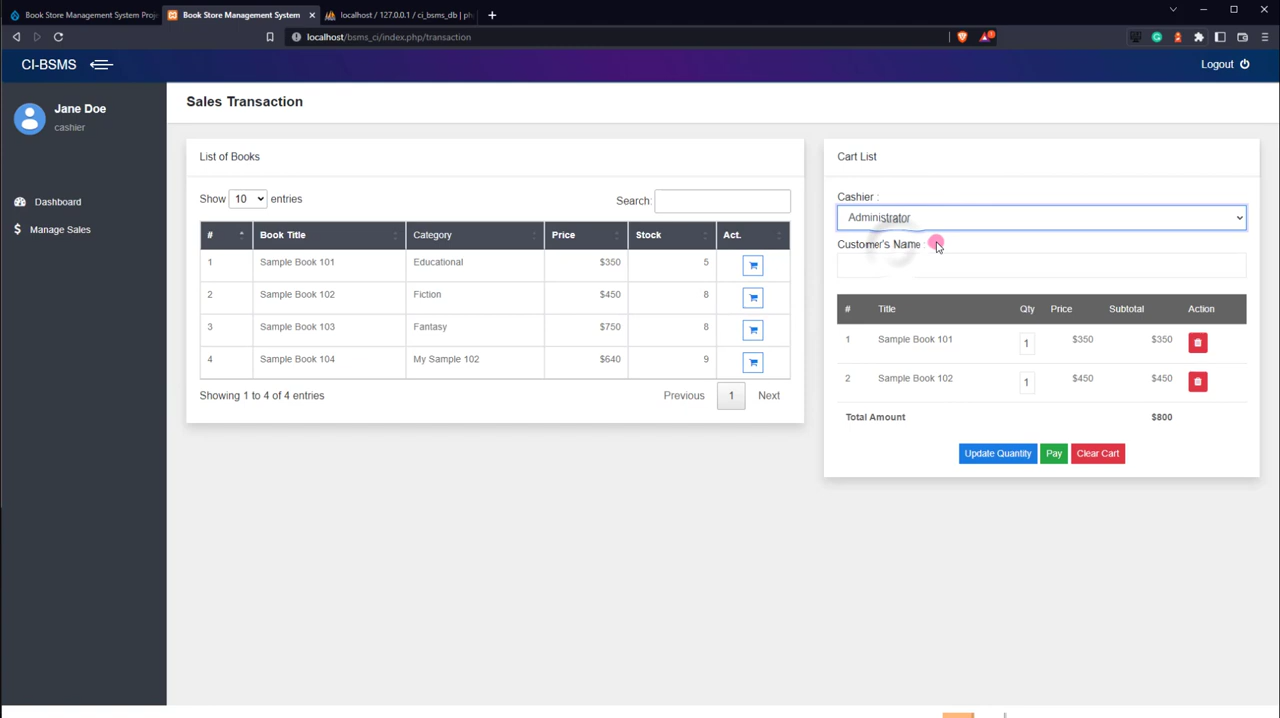 Book Store Management System Proje
Book Store Management System
localhost / 127.0.0.1 / ci_bsms_db | ph
localhost/bsms_ci/index.php/transaction
CI-BSMS
Logout
Jane Doe
cashier
Dashboard
Manage Sales
Sales Transaction
List of Books
Show 10 entries
Search:
# Book Title Category Price Stock Act.
1 Sample Book 101 Educational $350 5
2 Sample Book 102 Fiction $450 8
3 Sample Book 103 Fantasy $750 8
4 Sample Book 104 My Sample 102 $640 9
Showing 1 to 4 of 4 entries
Previous 1 Next
Cart List
Cashier :
Administrator
Customer's Name :
# Title Qty Price Subtotal Action
1 Sample Book 101 1 $350 $350
2 Sample Book 102 1 $450 $450
Total Amount $800
Update Quantity Pay Clear Cart